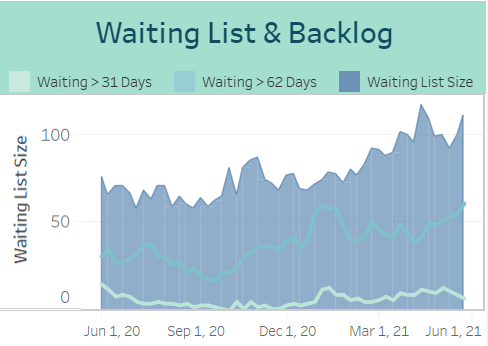 Waiting List & Backlog
Waiting > 31 Days Waiting > 62 Days Waiting List Size
Waiting List Size
100
50
0
Jun 1, 20 Sep 1, 20 Dec 1, 20 Mar 1, 21 Jun 1, 21